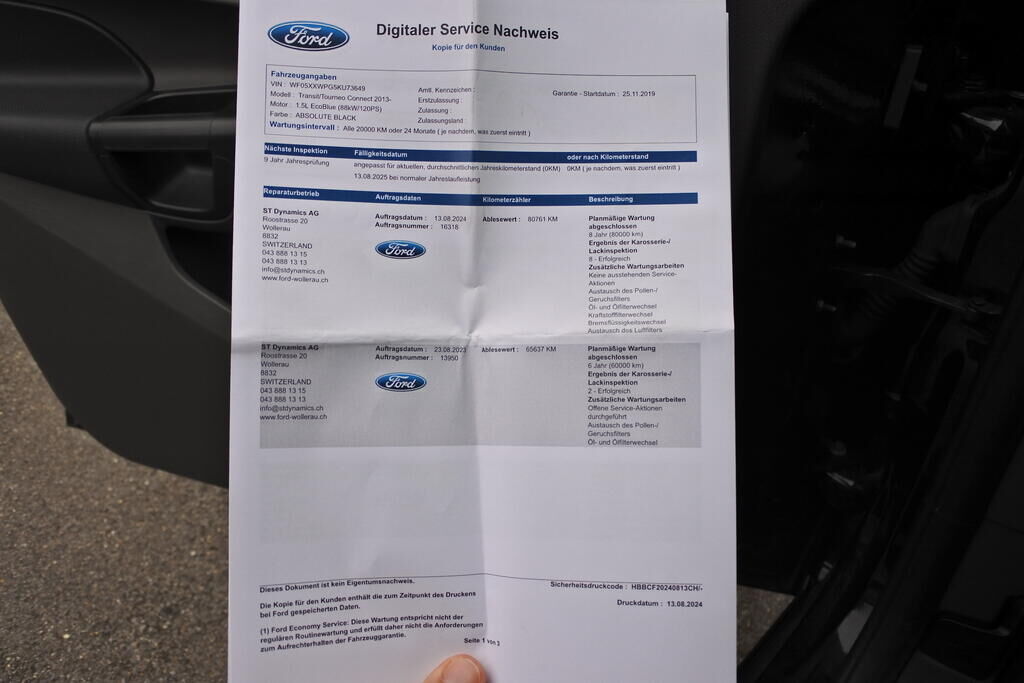 Ford
Digitaler Service Nachweis
Kopie für den Kunden
Fahrzeugangaben
VIN : WF05XXWPG5KU73649
Modell : Transit/Tourneo Connect 2013-
Motor : 1.5L EcoBlue (88kW/120PS)
Farbe : ABSOLUTE BLACK
Wartungsintervall : Alle 20000 KM oder 24 Monate ( je nachdem, was zuerst eintritt )
Amtl. Kennzeichen :
Erstzulassung :
Zulassung :
Zulassungsland :
Garantie - Startdatum : 25.11.2019
Nächste Inspektion Fälligkeitsdatum oder nach Kilometerstand
9 Jahr Jahresprüfung angepasst für aktuellen, durchschnittlichen Jahreskilometerstand (0KM) 0KM ( je nachdem, was zuerst eintritt )
13.08.2025 bei normaler Jahreslaufleistung
Reparaturbetrieb Auftragsdaten Kilometerzähler Beschreibung
ST Dynamics AG
Roostrasse 20
Wollerau
8832
SWITZERLAND
043 888 13 15
043 888 13 13
info@stdynamics.ch
www.ford-wollerau.ch
Auftragsdatum : 13.08.2024
Auftragsnummer : 16318
Ford
Ablesewert : 80761 KM
Planmäßige Wartung
abgeschlossen
8 Jahr (80000 km)
Ergebnis der Karosserie-/
Lackinspektion
8 - Erfolgreich
Zusätzliche Wartungsarbeiten
Keine ausstehenden Service-
Aktionen
Austausch des Pollen-/
Geruchsfilters
Öl- und Ölfilterwechsel
Kraftstofffilterwechsel
Bremsflüssigkeitswechsel
Austausch des Luftfilters
ST Dynamics AG
Roostrasse 20
Wollerau
8832
SWITZERLAND
043 888 13 15
043 888 13 13
info@stdynamics.ch
www.ford-wollerau.ch
Auftragsdatum : 23.08.2023
Auftragsnummer : 13950
Ford
Ablesewert : 65637 KM
Planmäßige Wartung
abgeschlossen
6 Jahr (60000 km)
Ergebnis der Karosserie-/
Lackinspektion
2 - Erfolgreich
Zusätzliche Wartungsarbeiten
Offene Service-Aktionen
durchgeführt
Austausch des Pollen-/
Geruchsfilters
Öl- und Ölfilterwechsel
Dieses Dokument ist kein Eigentumsnachweis.
Die Kopie für den Kunden enthält die zum Zeitpunkt des Druckens
bei Ford gespeicherten Daten.
(1) Ford Economy Service: Diese Wartung entspricht nicht der
regulären Routinewartung und erfüllt daher nicht die Anforderungen
zum Aufrechterhalten der Fahrzeuggarantie.
Seite 1 von 3
Sicherheitsdruckcode : HBBCF20240813CH/-
Druckdatum : 13.08.2024